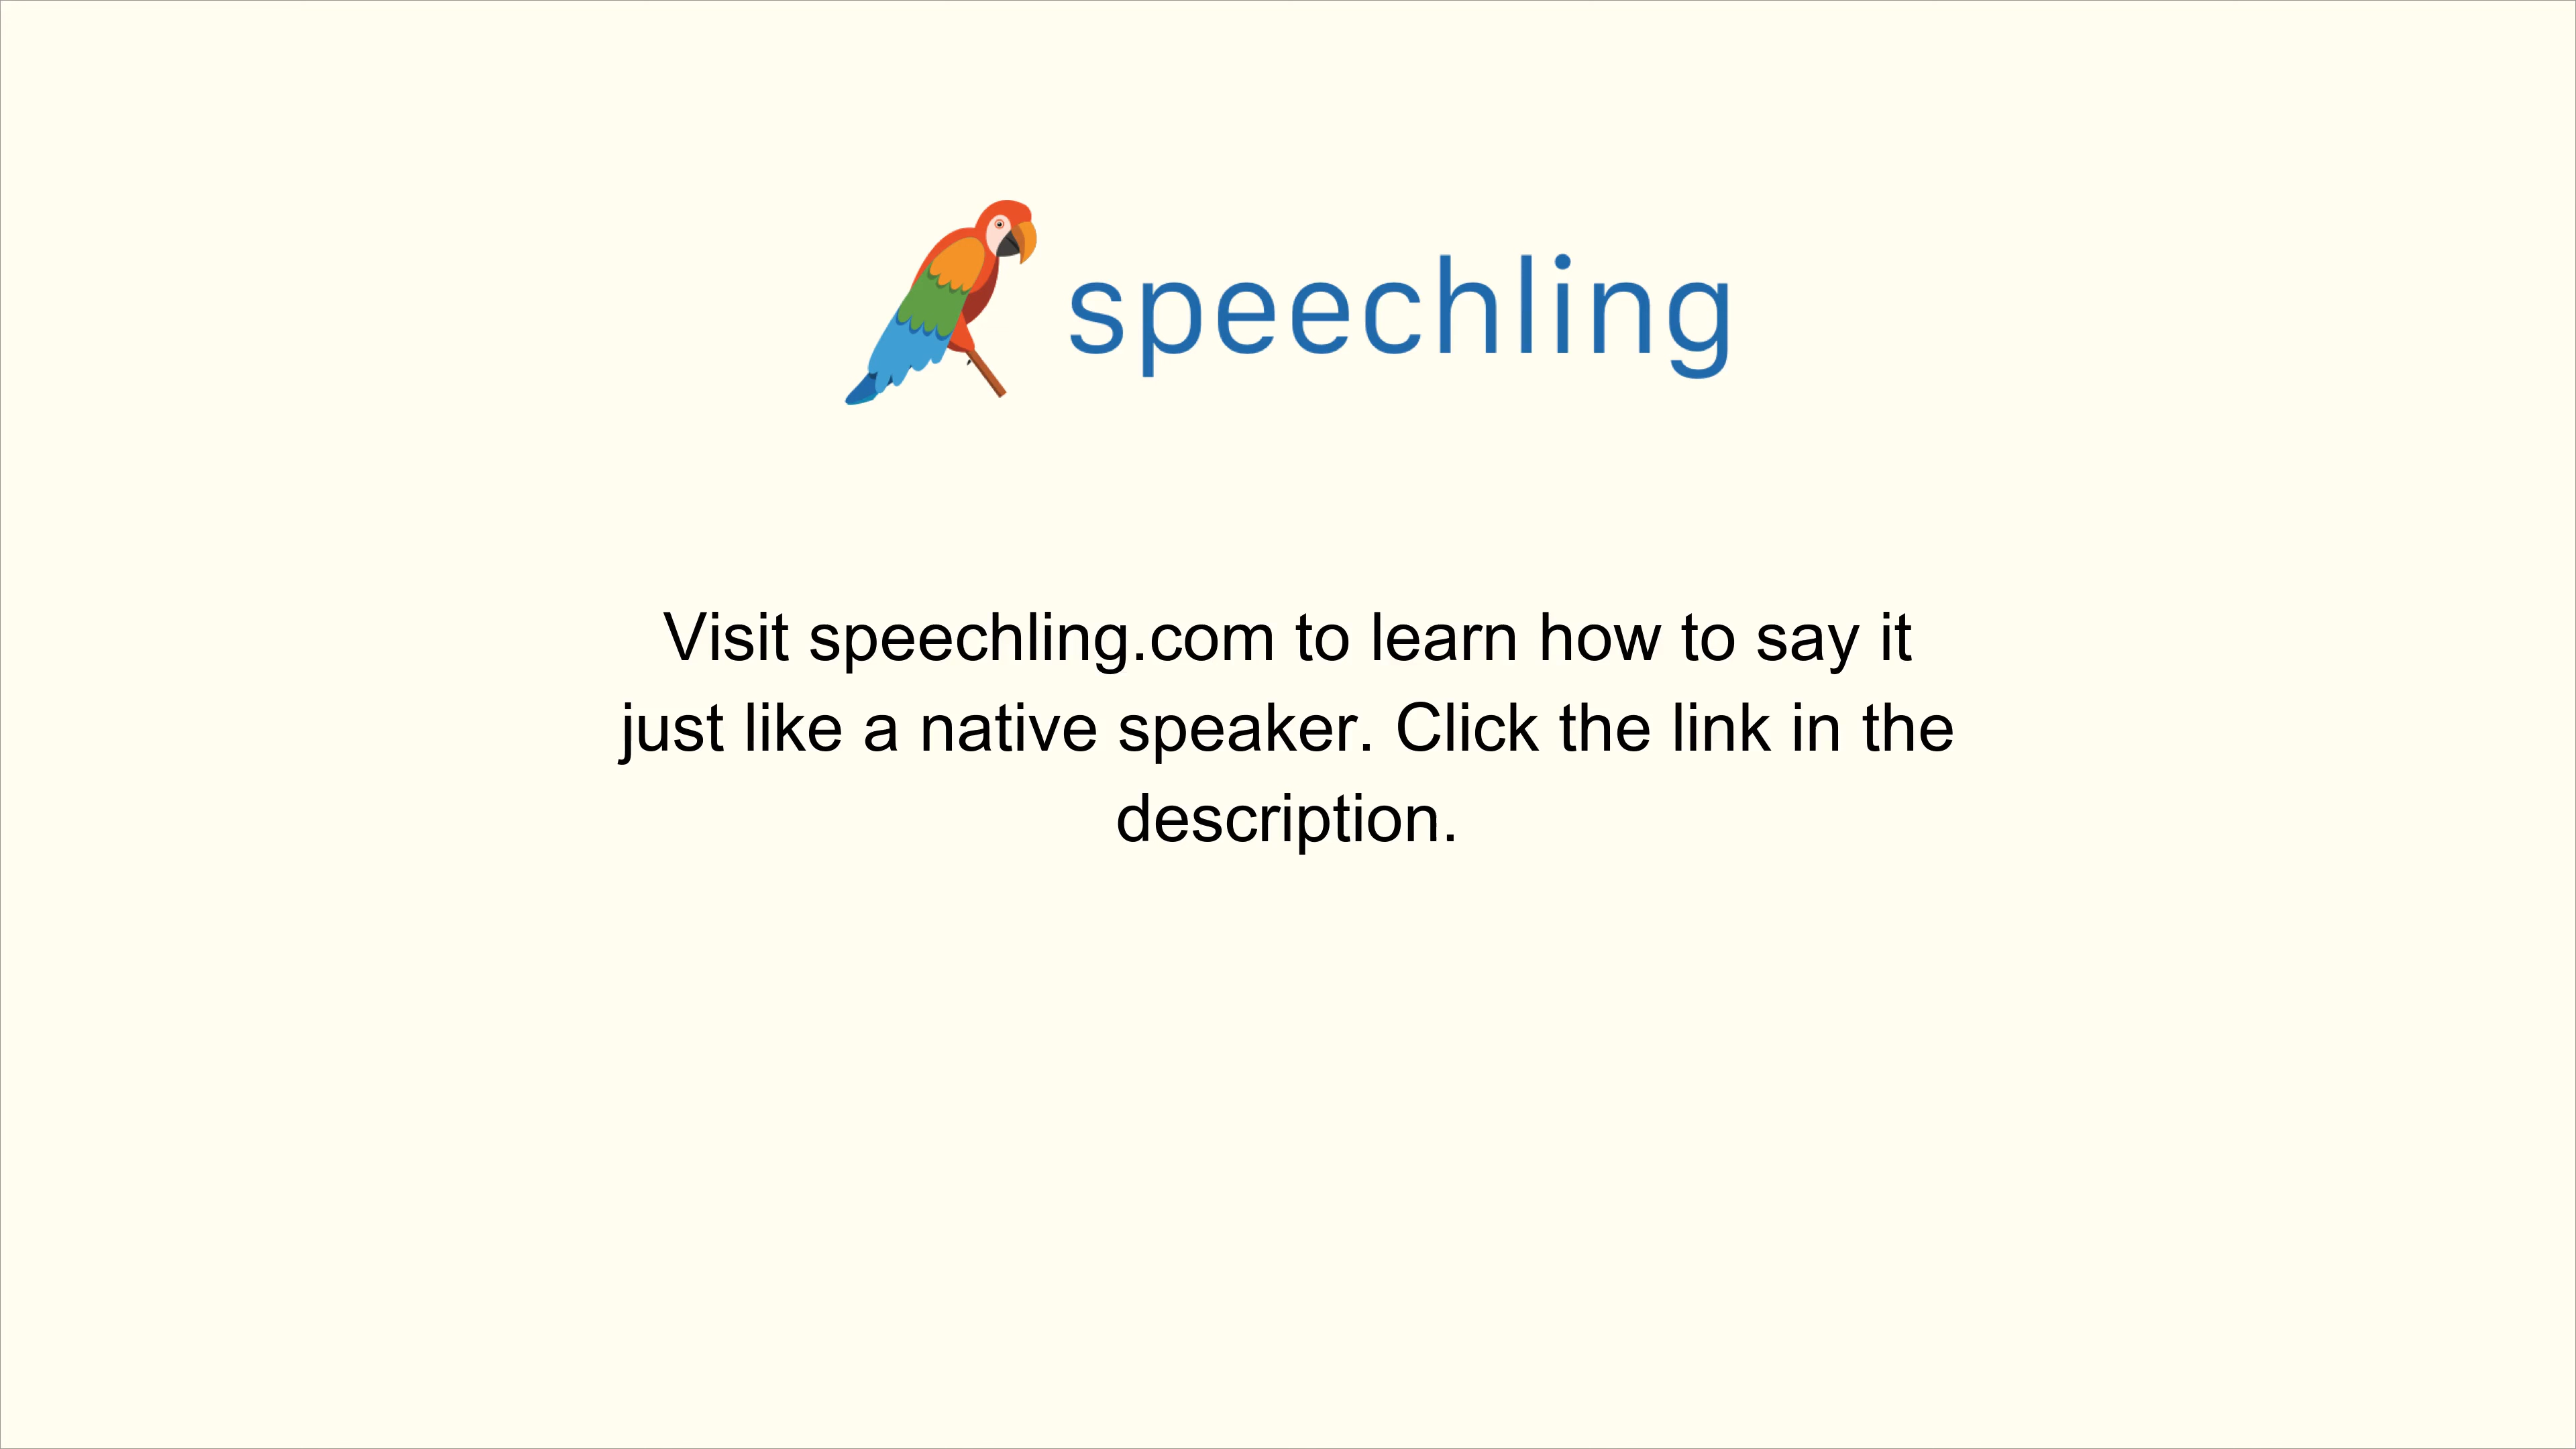 speechling
Visit speechling.com to learn how to say it
just like a native speaker. Click the link in the
description.